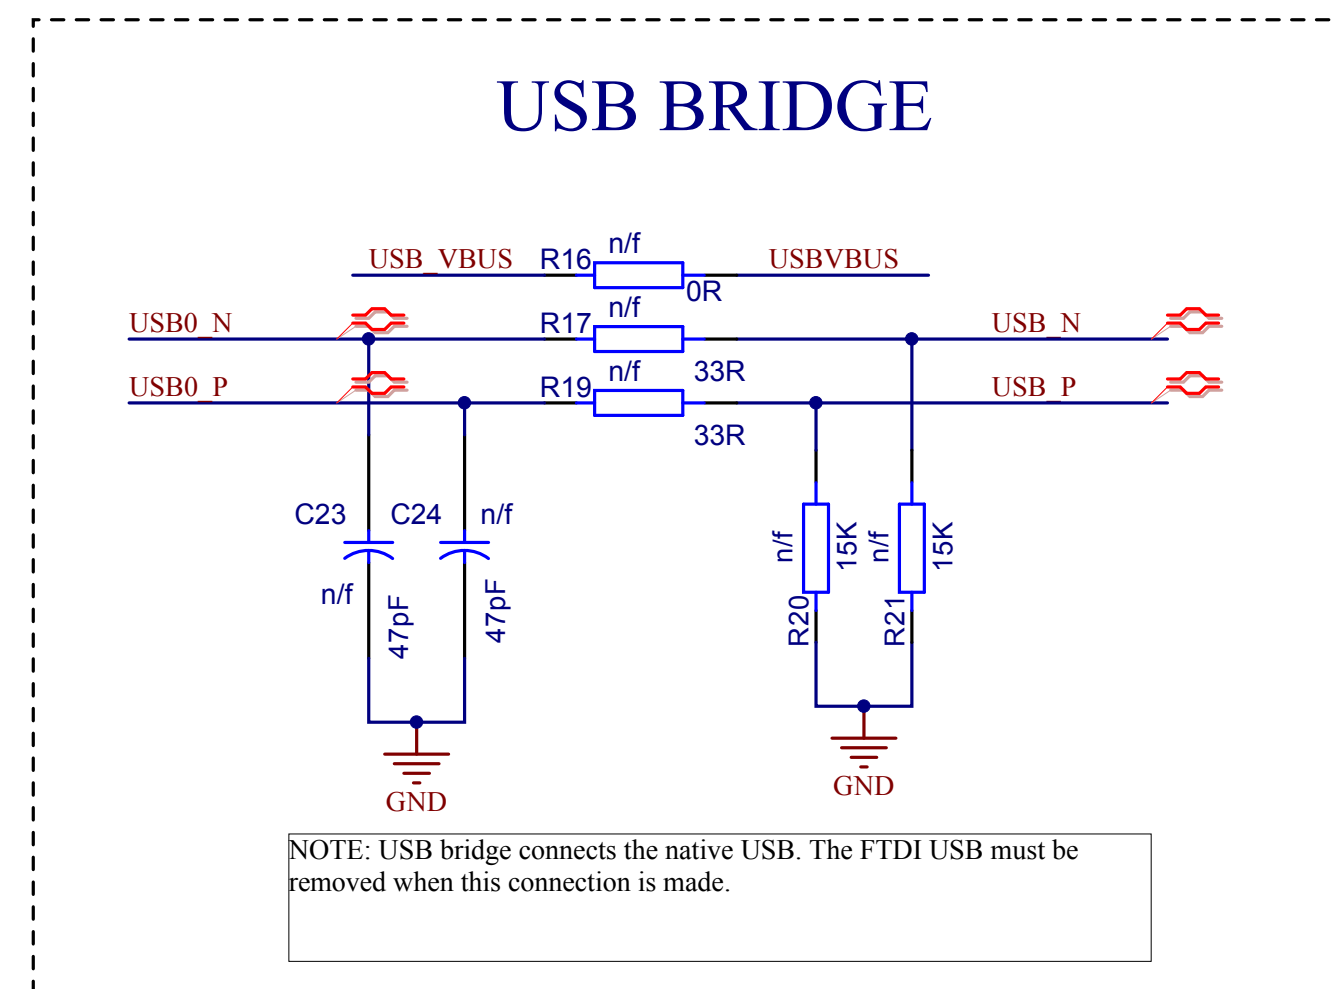 USB BRIDGE
n/f
USB_VBUS R16 USBVBUS
0R
n/f
USB0_N R17 USB_N
33R
n/f
USB0_P R19 USB_P
33R
C23 C24 n/f
n/f 15K n/f 15K
n/f 47pF 47pF
R20 R21
GND
GND
NOTE: USB bridge connects the native USB. The FTDI USB must be
removed when this connection is made.